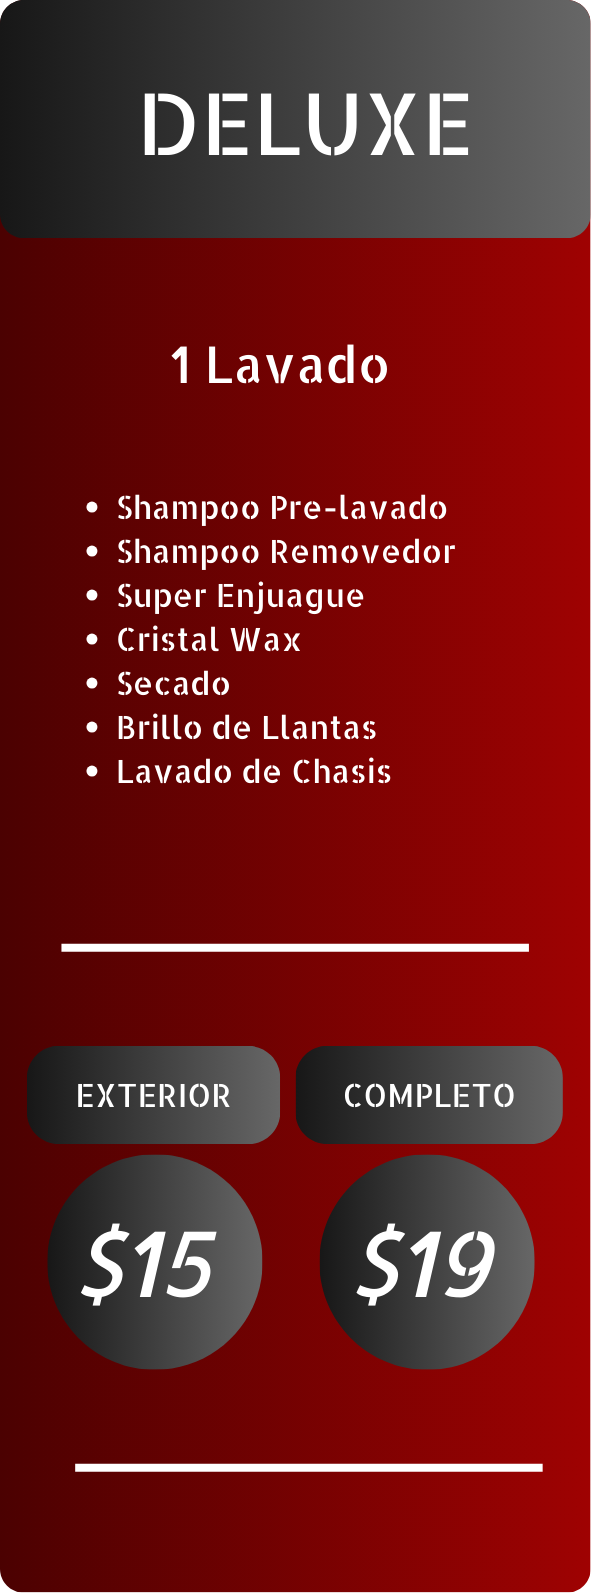 DELUXE
1 Lavado
• Shampoo Pre-lavado
• Shampoo Removedor
• Super Enjuague
• Cristal Wax
• Secado
• Brillo de Llantas
• Lavado de Chasis
EXTERIOR COMPLETO
$15 $19